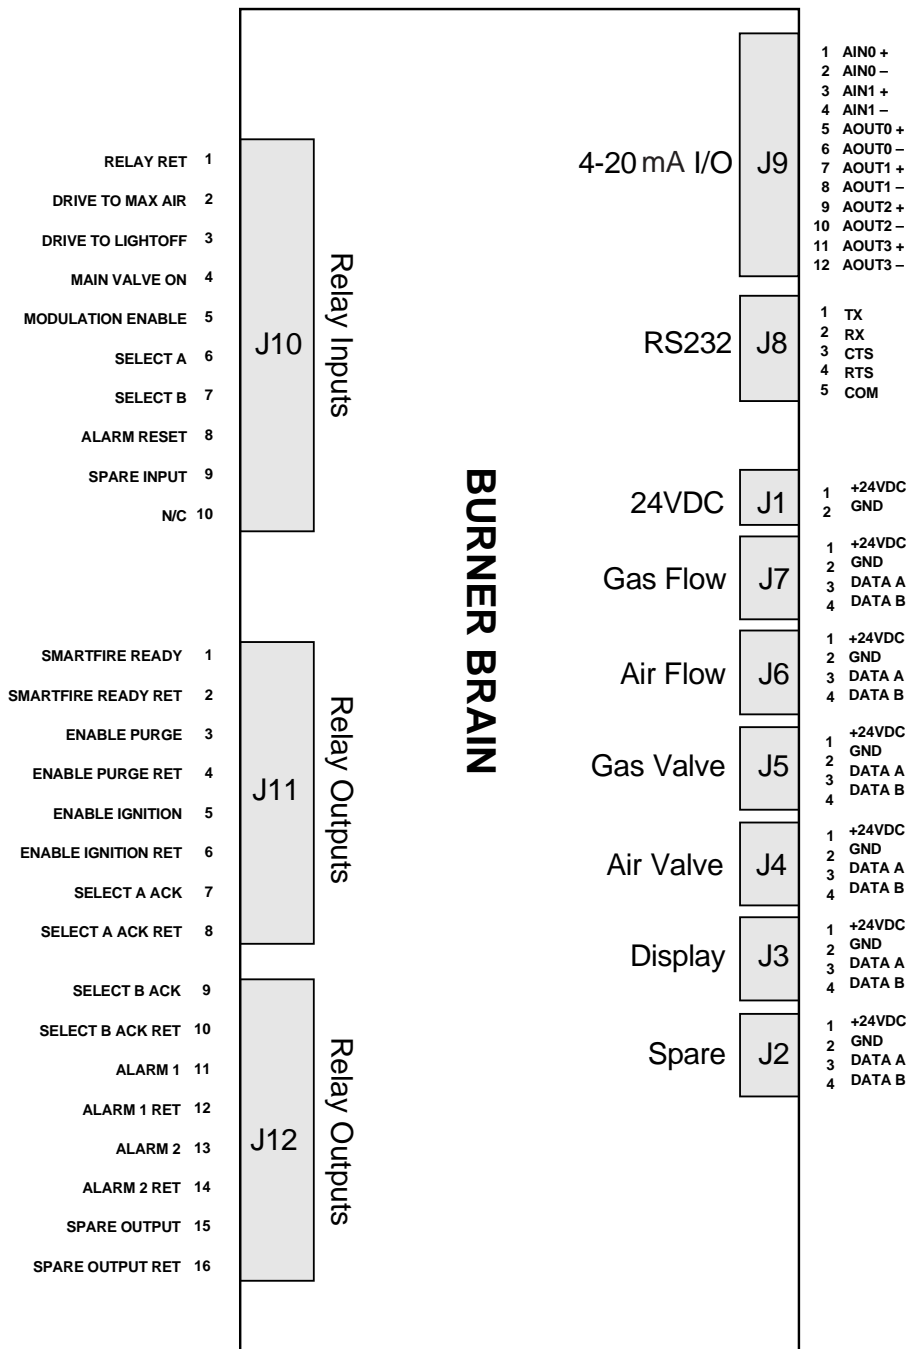 RELAY RET 1
DRIVE TO MAX AIR 2
DRIVE TO LIGHTOFF 3
MAIN VALVE ON 4
MODULATION ENABLE 5
SELECT A 6
SELECT B 7
ALARM RESET 8
SPARE INPUT 9
N/C 10
J10
Relay Inputs
SMARTFIRE READY 1
SMARTFIRE READY RET 2
ENABLE PURGE 3
ENABLE PURGE RET 4
ENABLE IGNITION 5
ENABLE IGNITION RET 6
SELECT A ACK 7
SELECT A ACK RET 8
J11
Relay Outputs
SELECT B ACK 9
SELECT B ACK RET 10
ALARM 1 11
ALARM 1 RET 12
ALARM 2 13
ALARM 2 RET 14
SPARE OUTPUT 15
SPARE OUTPUT RET 16
J12
Relay Outputs
BURNER BRAIN
4-20 mA I/O J9
1 AIN0 +
2 AIN0 –
3 AIN1 +
4 AIN1 –
5 AOUT0 +
6 AOUT0 –
7 AOUT1 +
8 AOUT1 –
9 AOUT2 +
10 AOUT2 –
11 AOUT3 +
12 AOUT3 –
RS232 J8
1 TX
2 RX
3 CTS
4 RTS
5 COM
24VDC J1
1 +24VDC
2 GND
Gas Flow J7
1 +24VDC
2 GND
3 DATA A
4 DATA B
Air Flow J6
1 +24VDC
2 GND
3 DATA A
4 DATA B
Gas Valve J5
1 +24VDC
2 GND
3 DATA A
4 DATA B
Air Valve J4
1 +24VDC
2 GND
3 DATA A
4 DATA B
Display J3
1 +24VDC
2 GND
3 DATA A
4 DATA B
Spare J2
1 +24VDC
2 GND
3 DATA A
4 DATA B